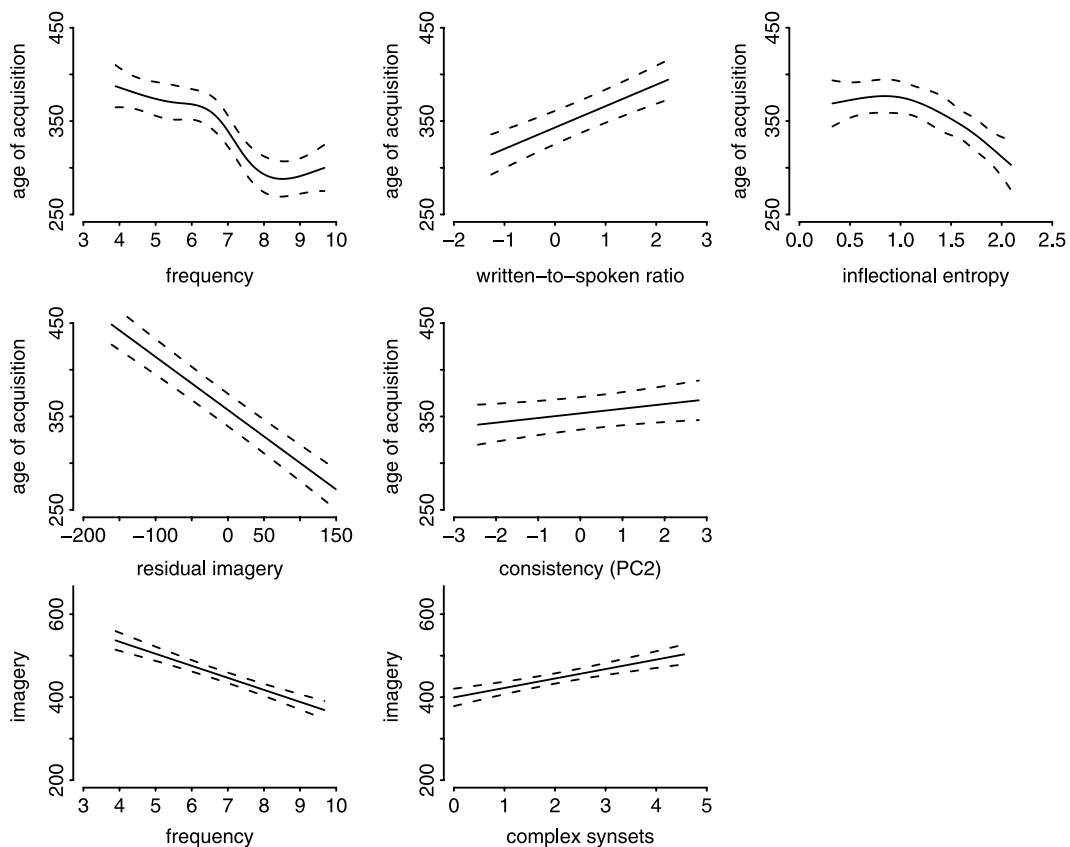 age of acquisition
250 350 450
3 4 5 6 7 8 9 10
frequency
age of acquisition
250 350 450
−2 −1 0 1 2 3
written−to−spoken ratio
age of acquisition
250 350 450
0.0 0.5 1.0 1.5 2.0 2.5
inflectional entropy
age of acquisition
250 350 450
−200 −100 0 50 150
residual imagery
age of acquisition
250 350 450
−3 −2 −1 0 1 2 3
consistency (PC2)
imagery
200 400 600
3 4 5 6 7 8 9 10
frequency
imagery
200 400 600
0 1 2 3 4 5
complex synsets